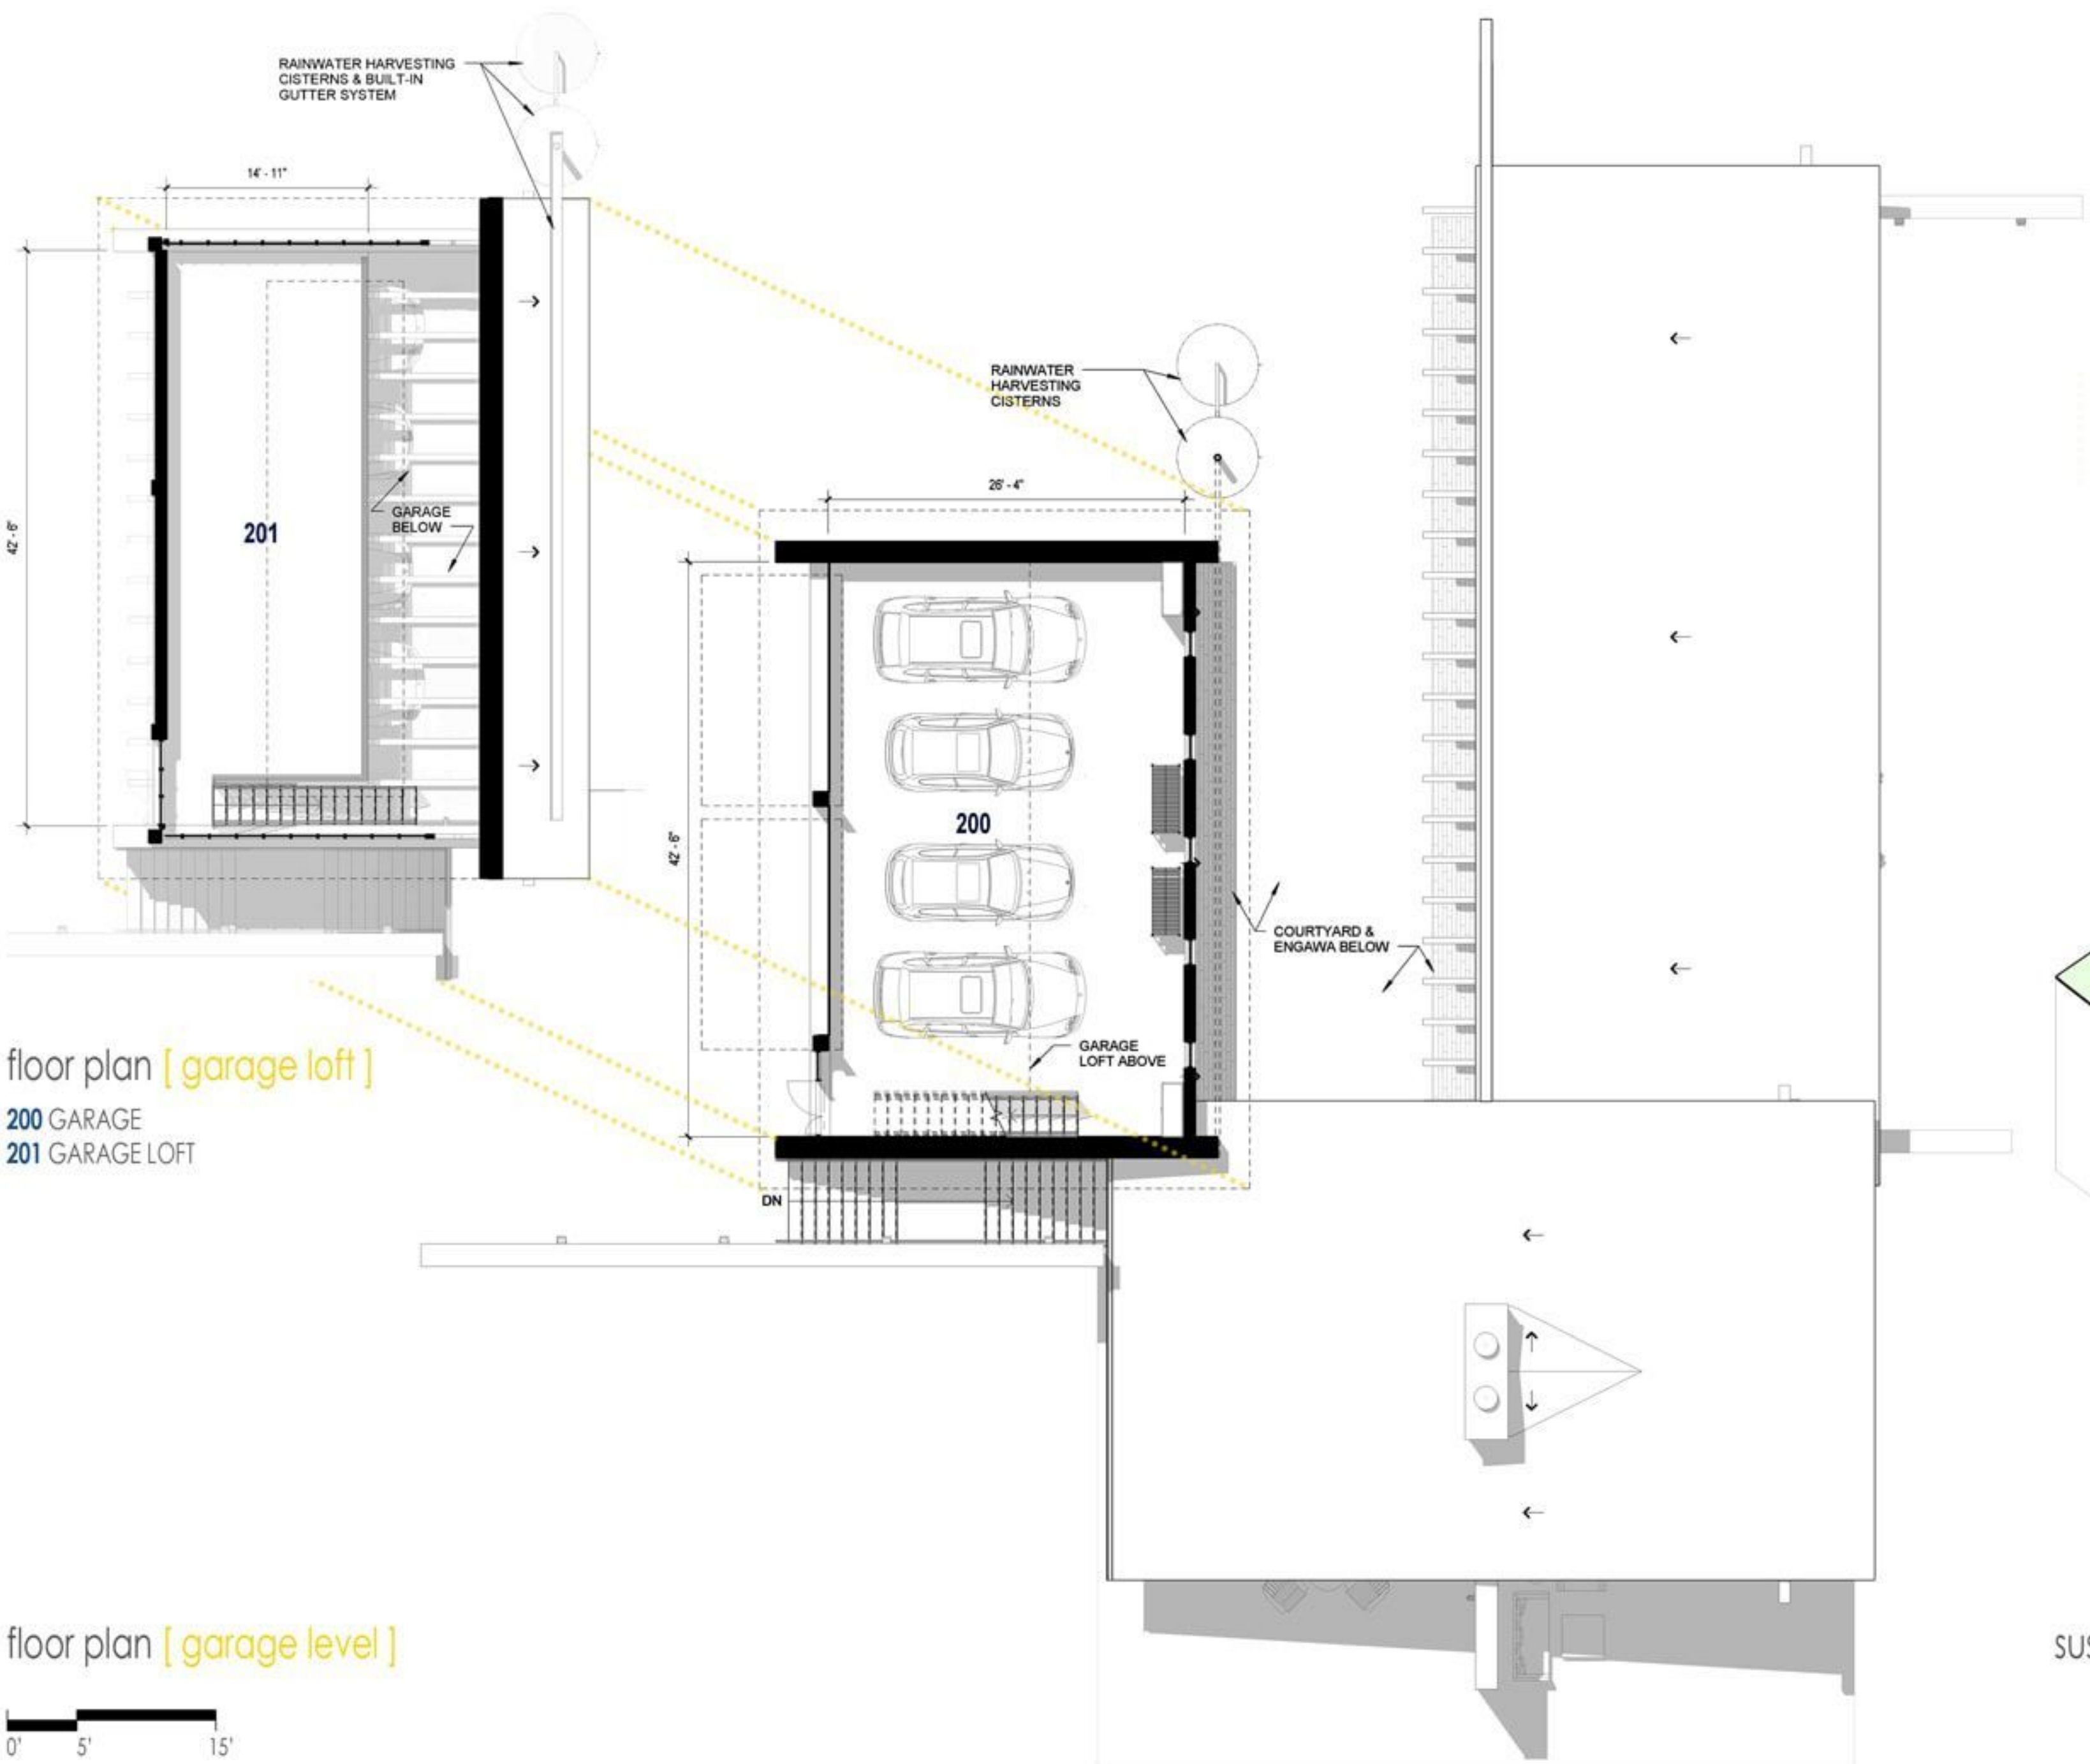 RAINWATER HARVESTING
CISTERNS & BUILT-IN
GUTTER SYSTEM
14' - 11"
42' - 6"
201
GARAGE
BELOW
RAINWATER
HARVESTING
CISTERNS
26' - 4"
42' - 6"
200
COURTYARD &
ENGAWA BELOW
GARAGE
LOFT ABOVE
DN
floor plan [ garage loft ]
200 GARAGE
201 GARAGE LOFT
floor plan [ garage level ]
0' 5' 15'
SUS